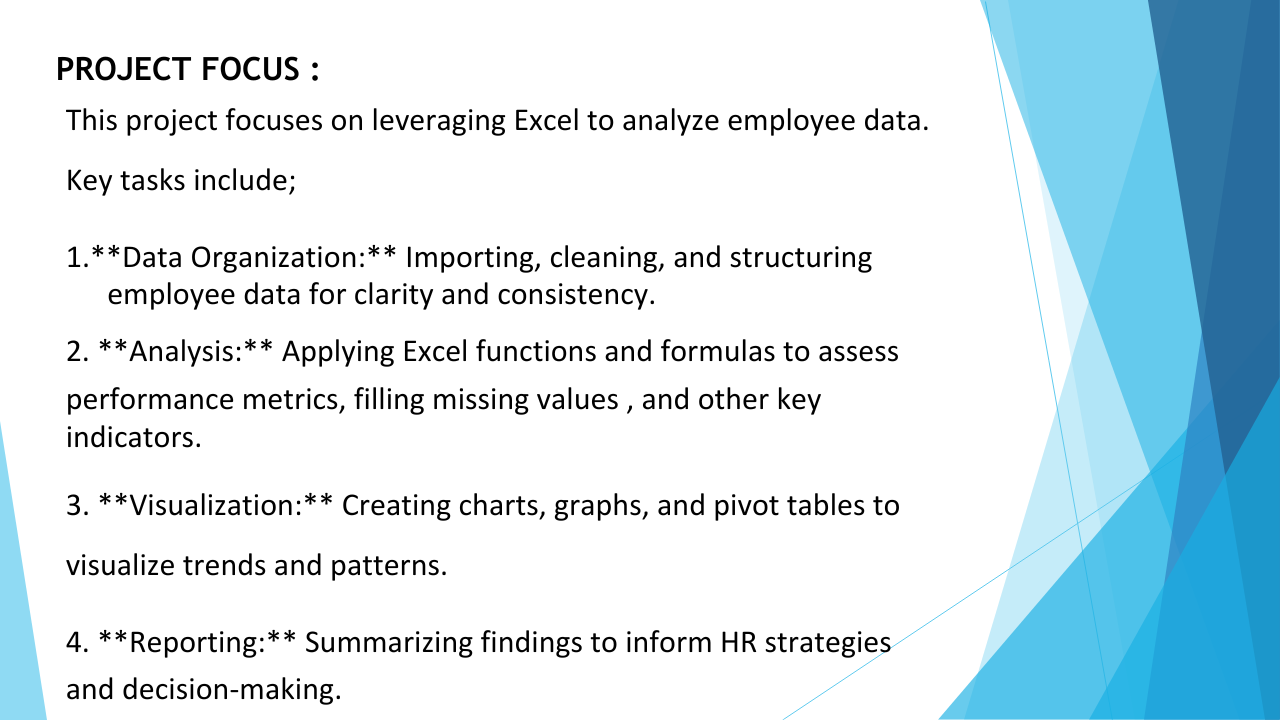 PROJECT FOCUS :
This project focuses on leveraging Excel to analyze employee data.
Key tasks include;
1.**Data Organization:** Importing, cleaning, and structuring
employee data for clarity and consistency.
2. **Analysis:** Applying Excel functions and formulas to assess
performance metrics, filling missing values , and other key
indicators.
3. **Visualization:** Creating charts, graphs, and pivot tables to
visualize trends and patterns.
4. **Reporting:** Summarizing findings to inform HR strategies
and decision-making.